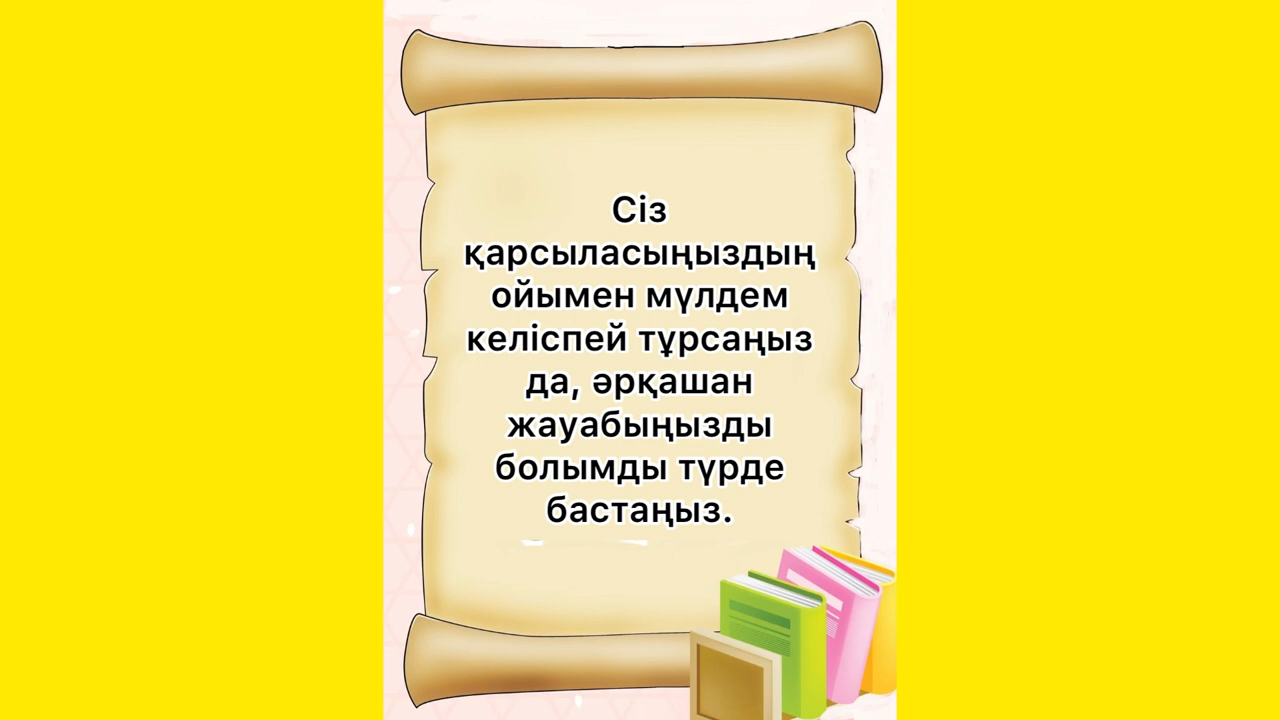 Сіз
қарсыласыңыздың
ойымен мүлдем
келіспей тұрсаңыз
да, әрқашан
жауабыңызды
болымды түрде
бастаңыз.